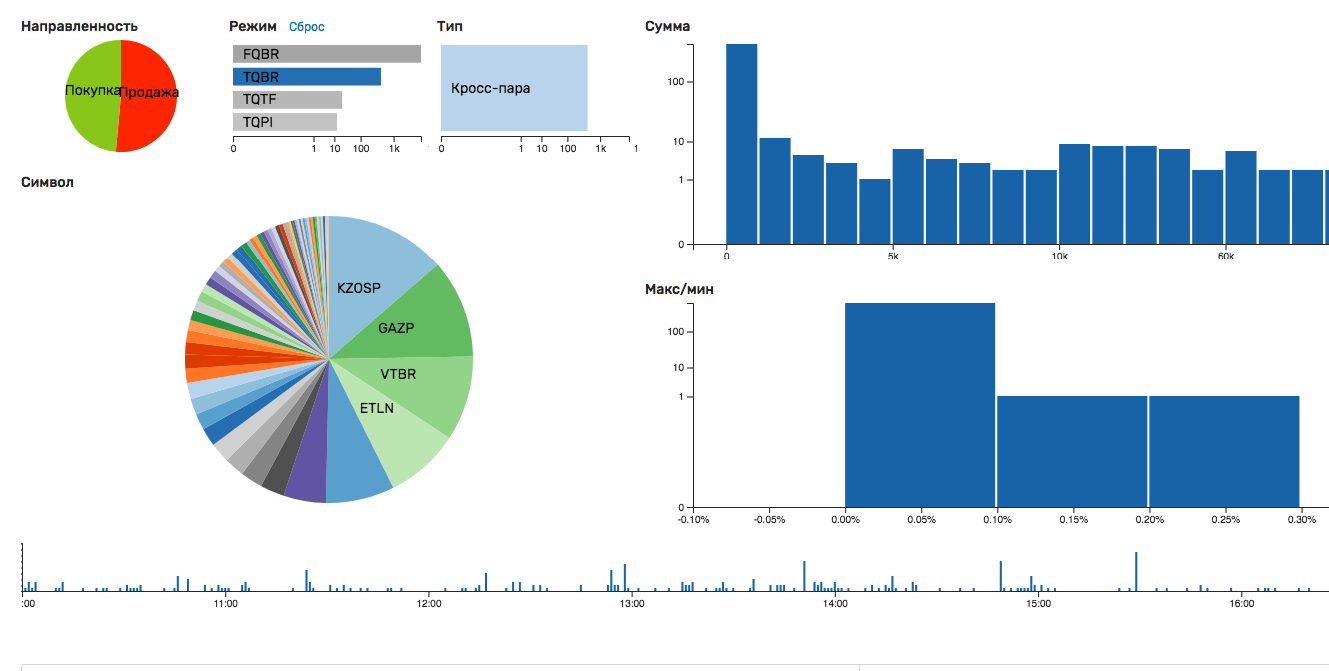 Направленность
Покупка
Продажа
Режим Сброс
FQBR
TQBR
TQTF
TQPI
0 1 10 100 1k
Тип
Кросс-пара
0 1 10 100 1k 1
Сумма
100
10
1
0
0 5k 10k 60k
Символ
KZOSP
GAZP
VTBR
ETLN
Макс/мин
100
10
1
0
-0.10% -0.05% 0.00% 0.05% 0.10% 0.15% 0.20% 0.25% 0.30%
:00 11:00 12:00 13:00 14:00 15:00 16:00